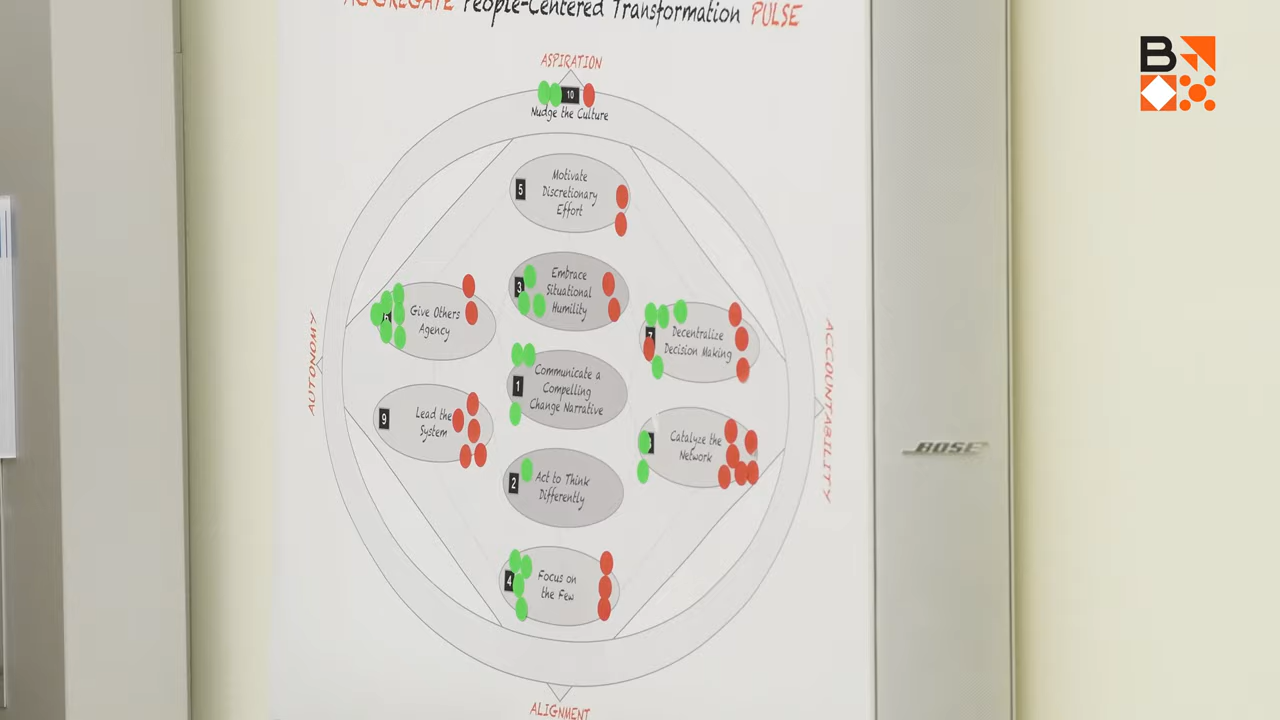 AGGREGATE People-Centered Transformation PULSE
B
ASPIRATION
10
Nudge the Culture
5
Motivate
Discretionary
Effort
3
Embrace
Situational
Humility
Give Others
Agency
7
Decentralize
Decision Making
AUTONOMY
ACCOUNTABILITY
1
Communicate a
Compelling
Change Narrative
9
Lead the
System
Catalyze the
Network
BOSE
2
Act to Think
Differently
4
Focus on
the Few
ALIGNMENT